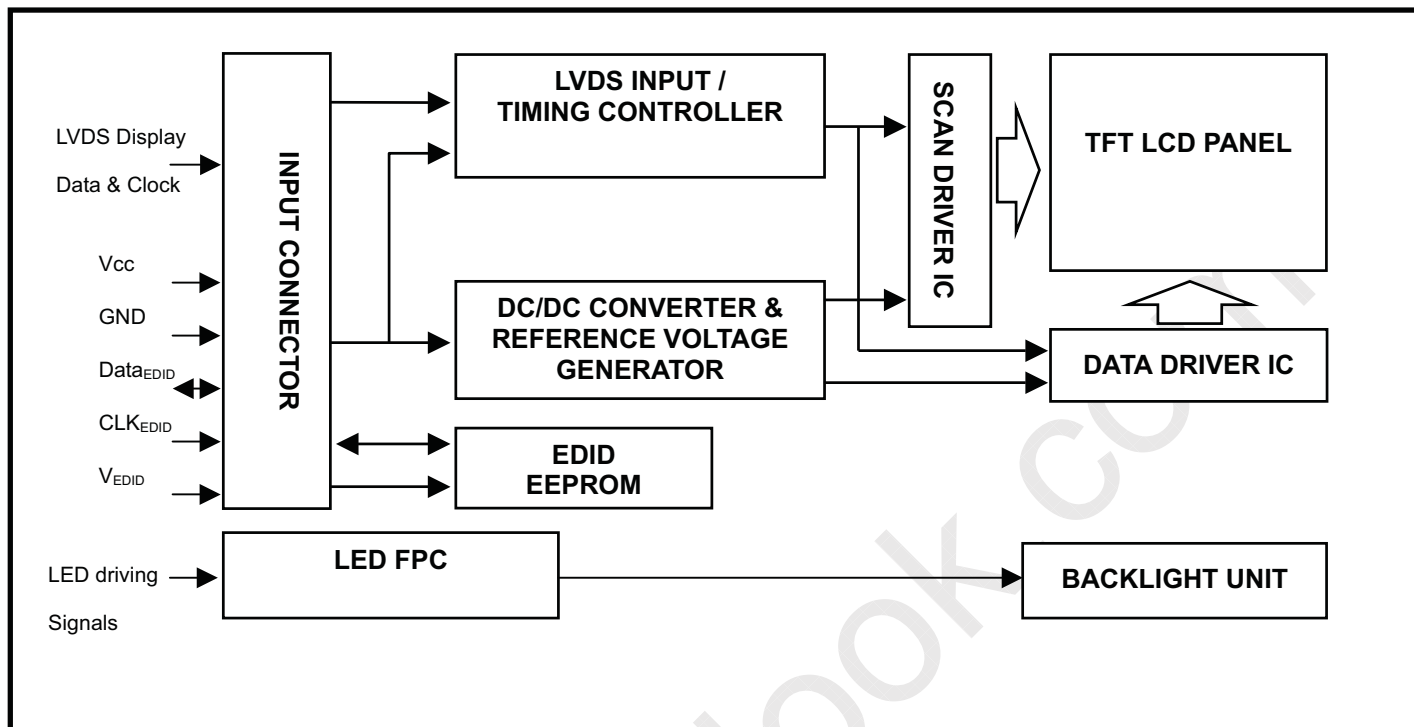 LVDS Display
Data & Clock
Vcc
GND
DataEDID
CLKEDID
VEDID
LED driving
Signals
INPUT CONNECTOR
LVDS INPUT /
TIMING CONTROLLER
DC/DC CONVERTER &
REFERENCE VOLTAGE
GENERATOR
EDID
EEPROM
LED FPC
SCAN DRIVER IC
TFT LCD PANEL
DATA DRIVER IC
BACKLIGHT UNIT
look.com